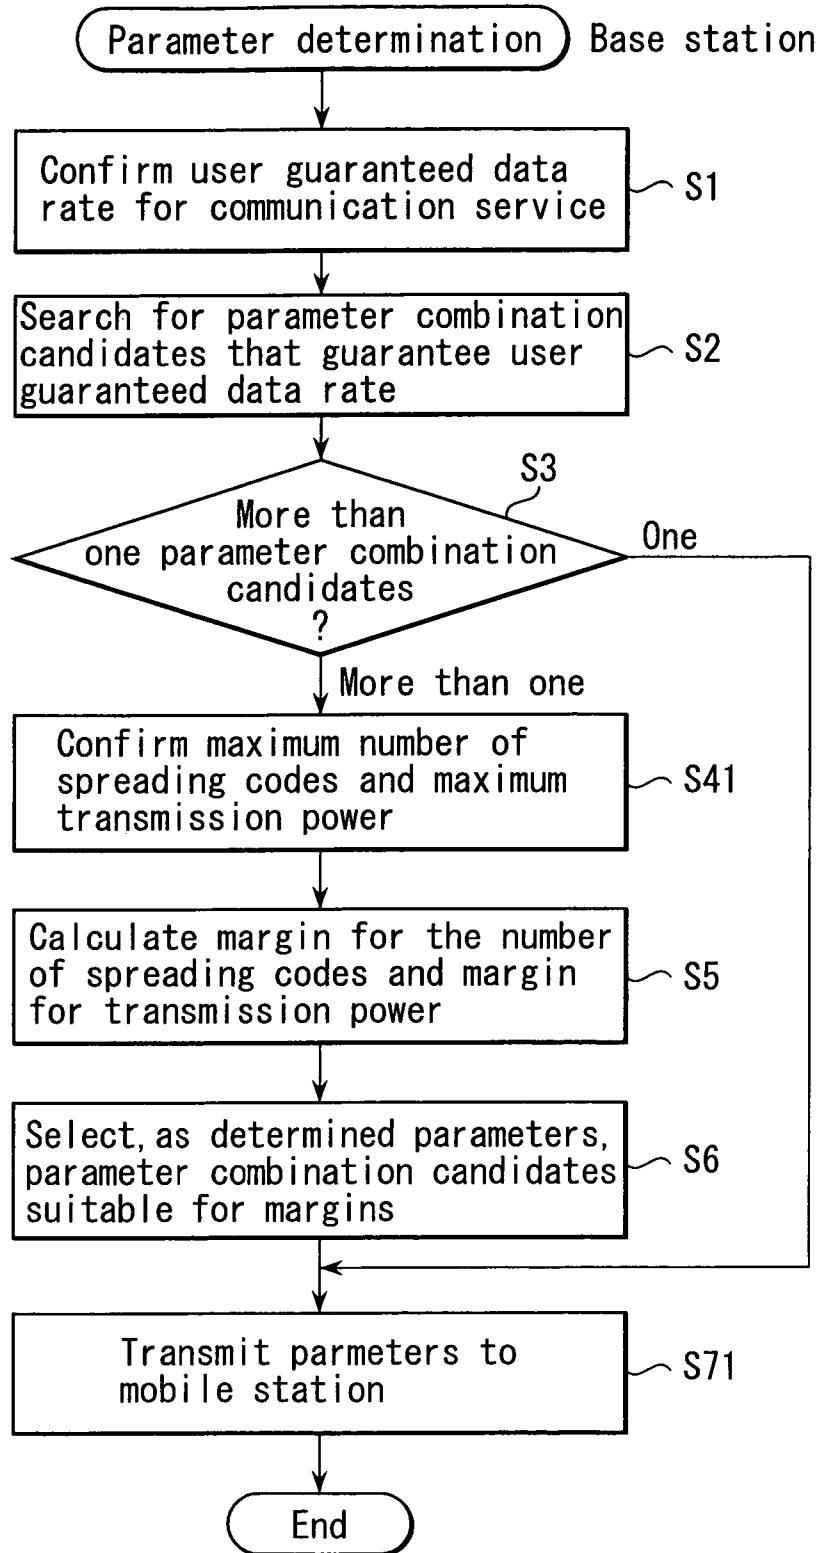 Parameter determination
Base station
Confirm user guaranteed data
rate for communication service
S1
Search for parameter combination
candidates that guarantee user
guaranteed data rate
S2
S3
More than
one parameter combination
candidates
?
One
More than one
Confirm maximum number of
spreading codes and maximum
transmission power
S41
Calculate margin for the number
of spreading codes and margin
for transmission power
S5
Select, as determined parameters,
parameter combination candidates
suitable for margins
S6
Transmit parmeters to
mobile station
S71
End